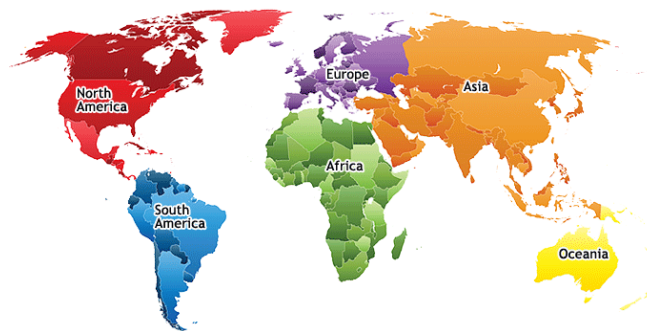 Europe
Asia
North
America
Africa
South
America
Oceania